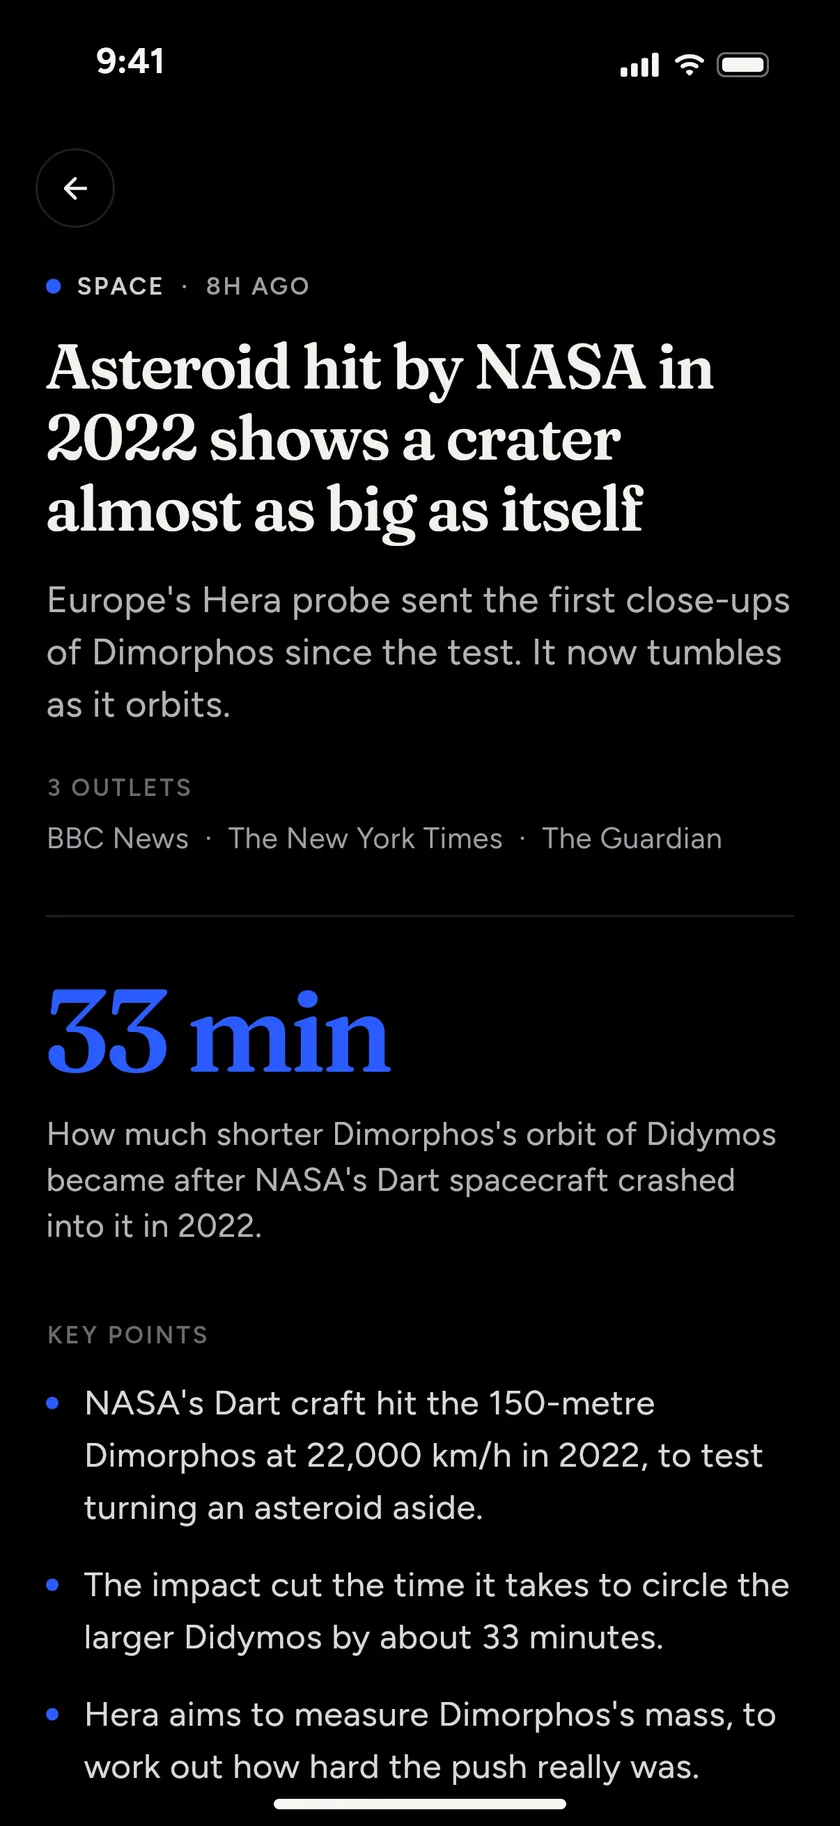 9:41
SPACE · 8H AGO
Asteroid hit by NASA in
2022 shows a crater
almost as big as itself
Europe's Hera probe sent the first close-ups
of Dimorphos since the test. It now tumbles
as it orbits.
3 OUTLETS
BBC News · The New York Times · The Guardian
33 min
How much shorter Dimorphos's orbit of Didymos
became after NASA's Dart spacecraft crashed
into it in 2022.
KEY POINTS
NASA's Dart craft hit the 150-metre
Dimorphos at 22,000 km/h in 2022, to test
turning an asteroid aside.
The impact cut the time it takes to circle the
larger Didymos by about 33 minutes.
Hera aims to measure Dimorphos's mass, to
work out how hard the push really was.